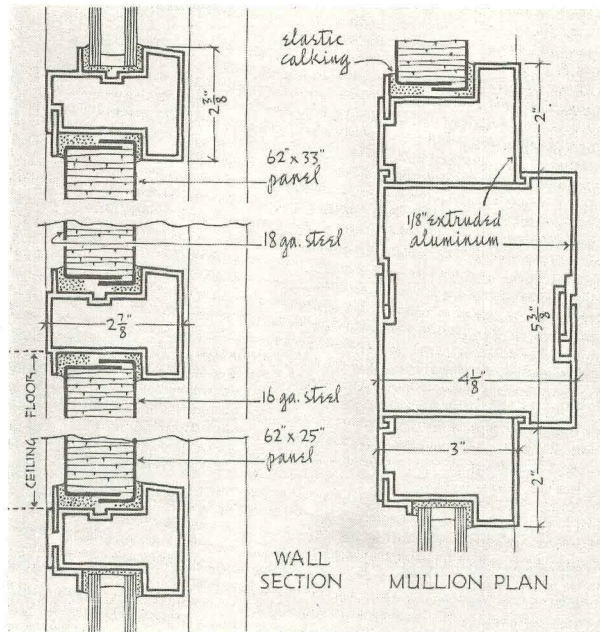 2 3/8"
62" x 33"
panel
18 ga. steel
2 7/8"
FLOOR
CEILING
16 ga. steel
62" x 25"
panel
WALL
SECTION
elastic
calking
2"
1/8" extruded
aluminum
5 3/8"
4 1/8"
3"
2"
MULLION PLAN